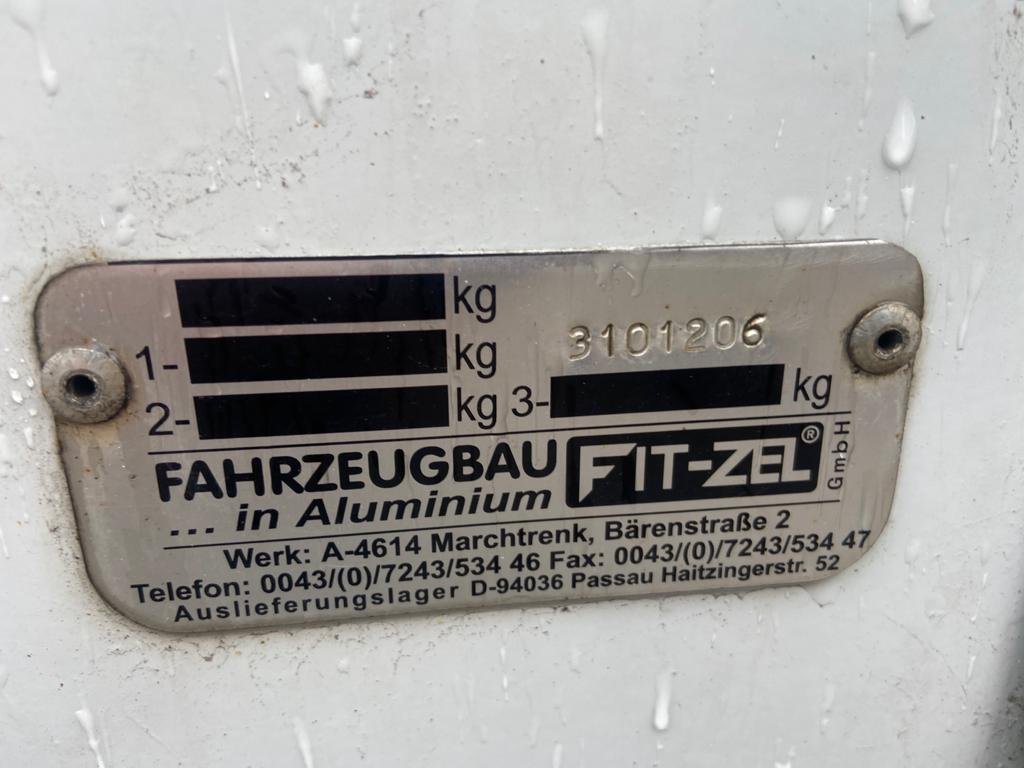 kg
3101206
1- kg
2- kg 3- kg
FAHRZEUGBAU FIT-ZEL® GmbH
... in Aluminium
Werk: A-4614 Marchtrenk, Bärenstraße 2
Telefon: 0043/(0)/7243/534 46 Fax: 0043/(0)/7243/534 47
Auslieferungslager D-94036 Passau Haitzingerstr. 52